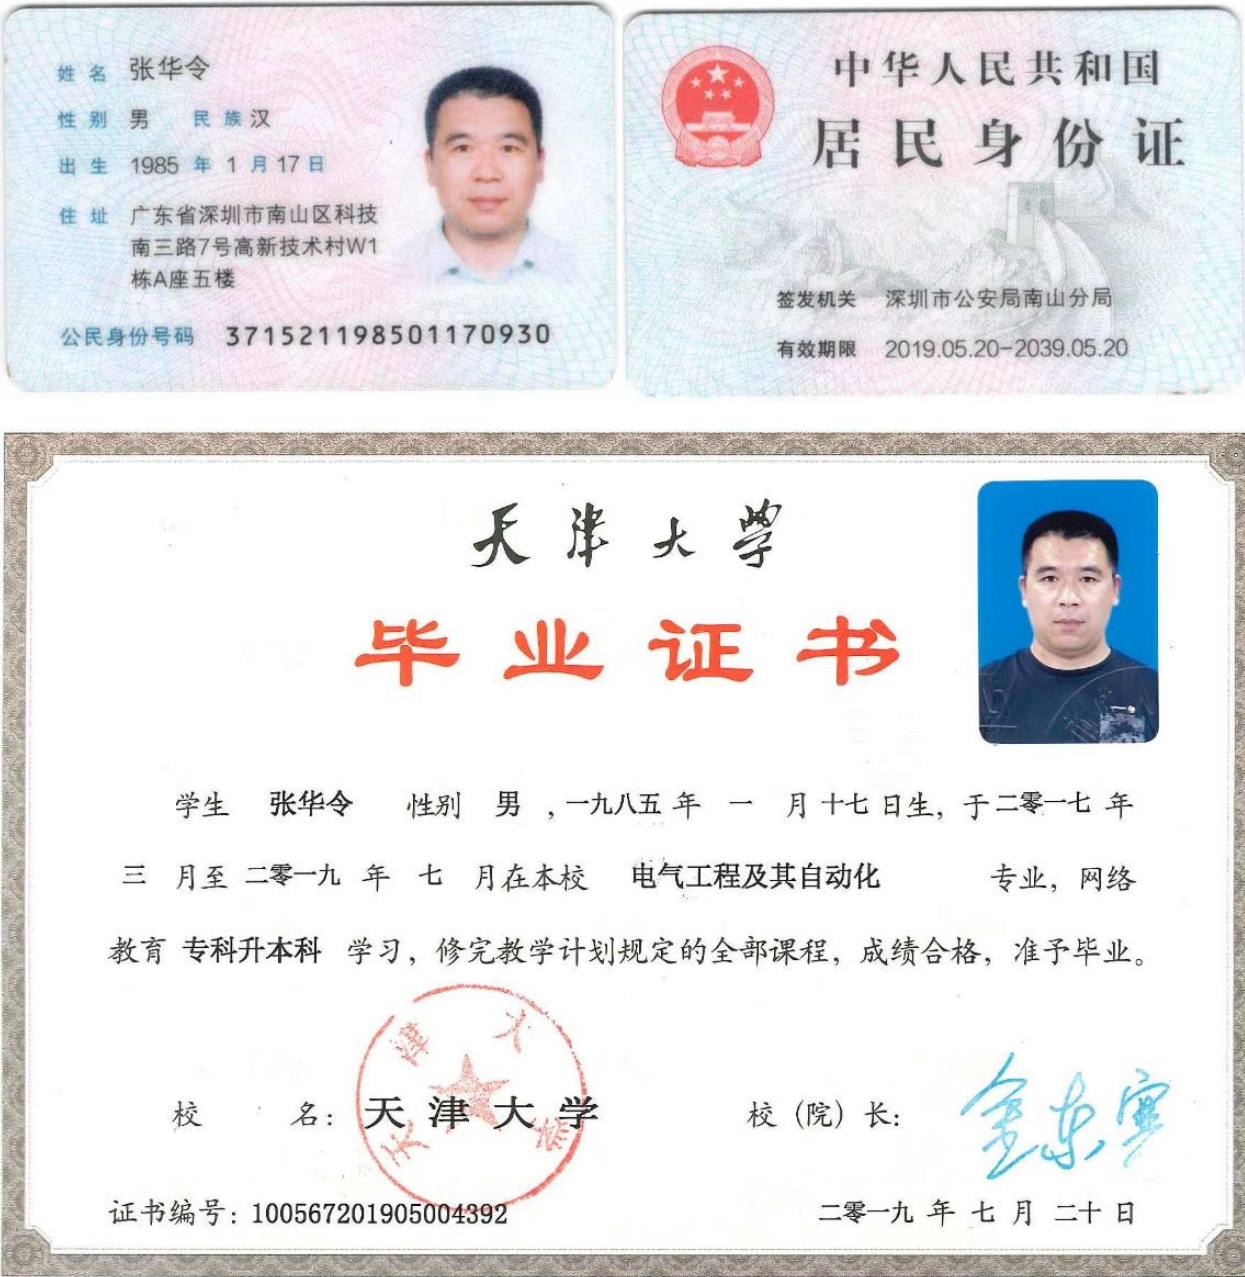 姓名 张华令
性别 男 民族 汉
出生 1985 年 1 月 17 日
住址 广东省深圳市南山区科技
南三路7号高新技术村W1
栋A座五楼
公民身份号码 371521198501170930
中华人民共和国
居民身份证
签发机关 深圳市公安局南山分局
有效期限 2019.05.20-2039.05.20
天津大学
毕业证书
学生 张华令 性别 男 ，一九八五 年 一 月 十七 日生，于 二零一七 年
三 月至 二零一九 年 七 月在本校 电气工程及其自动化 专业，网络
教育 专科升本科 学习，修完教学计划规定的全部课程，成绩合格，准予毕业。
天津大学
校 名：天津大学 校（院）长：金东寒
证书编号：100567201905004392 二零一九 年 七 月 二十 日